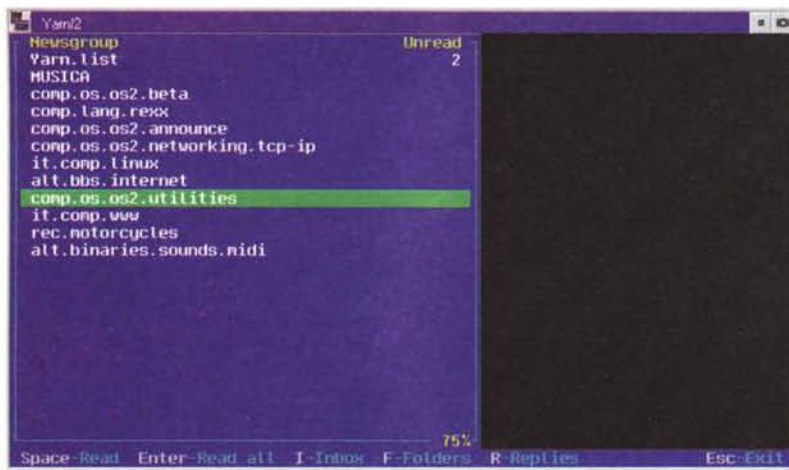 Yarn2
Newsgroup Unread
Yarn.list 2
MUSICA
comp.os.os2.beta
comp.lang.rexx
comp.os.os2.announce
comp.os.os2.networking.tcp-ip
it.comp.linux
alt.bbs.internet
comp.os.os2.utilities
it.comp.www
rec.motorcycles
alt.binaries.sounds.midi
75%
Space-Read Enter-Read all I-Inbox F-Folders R-Replies Esc-Exit